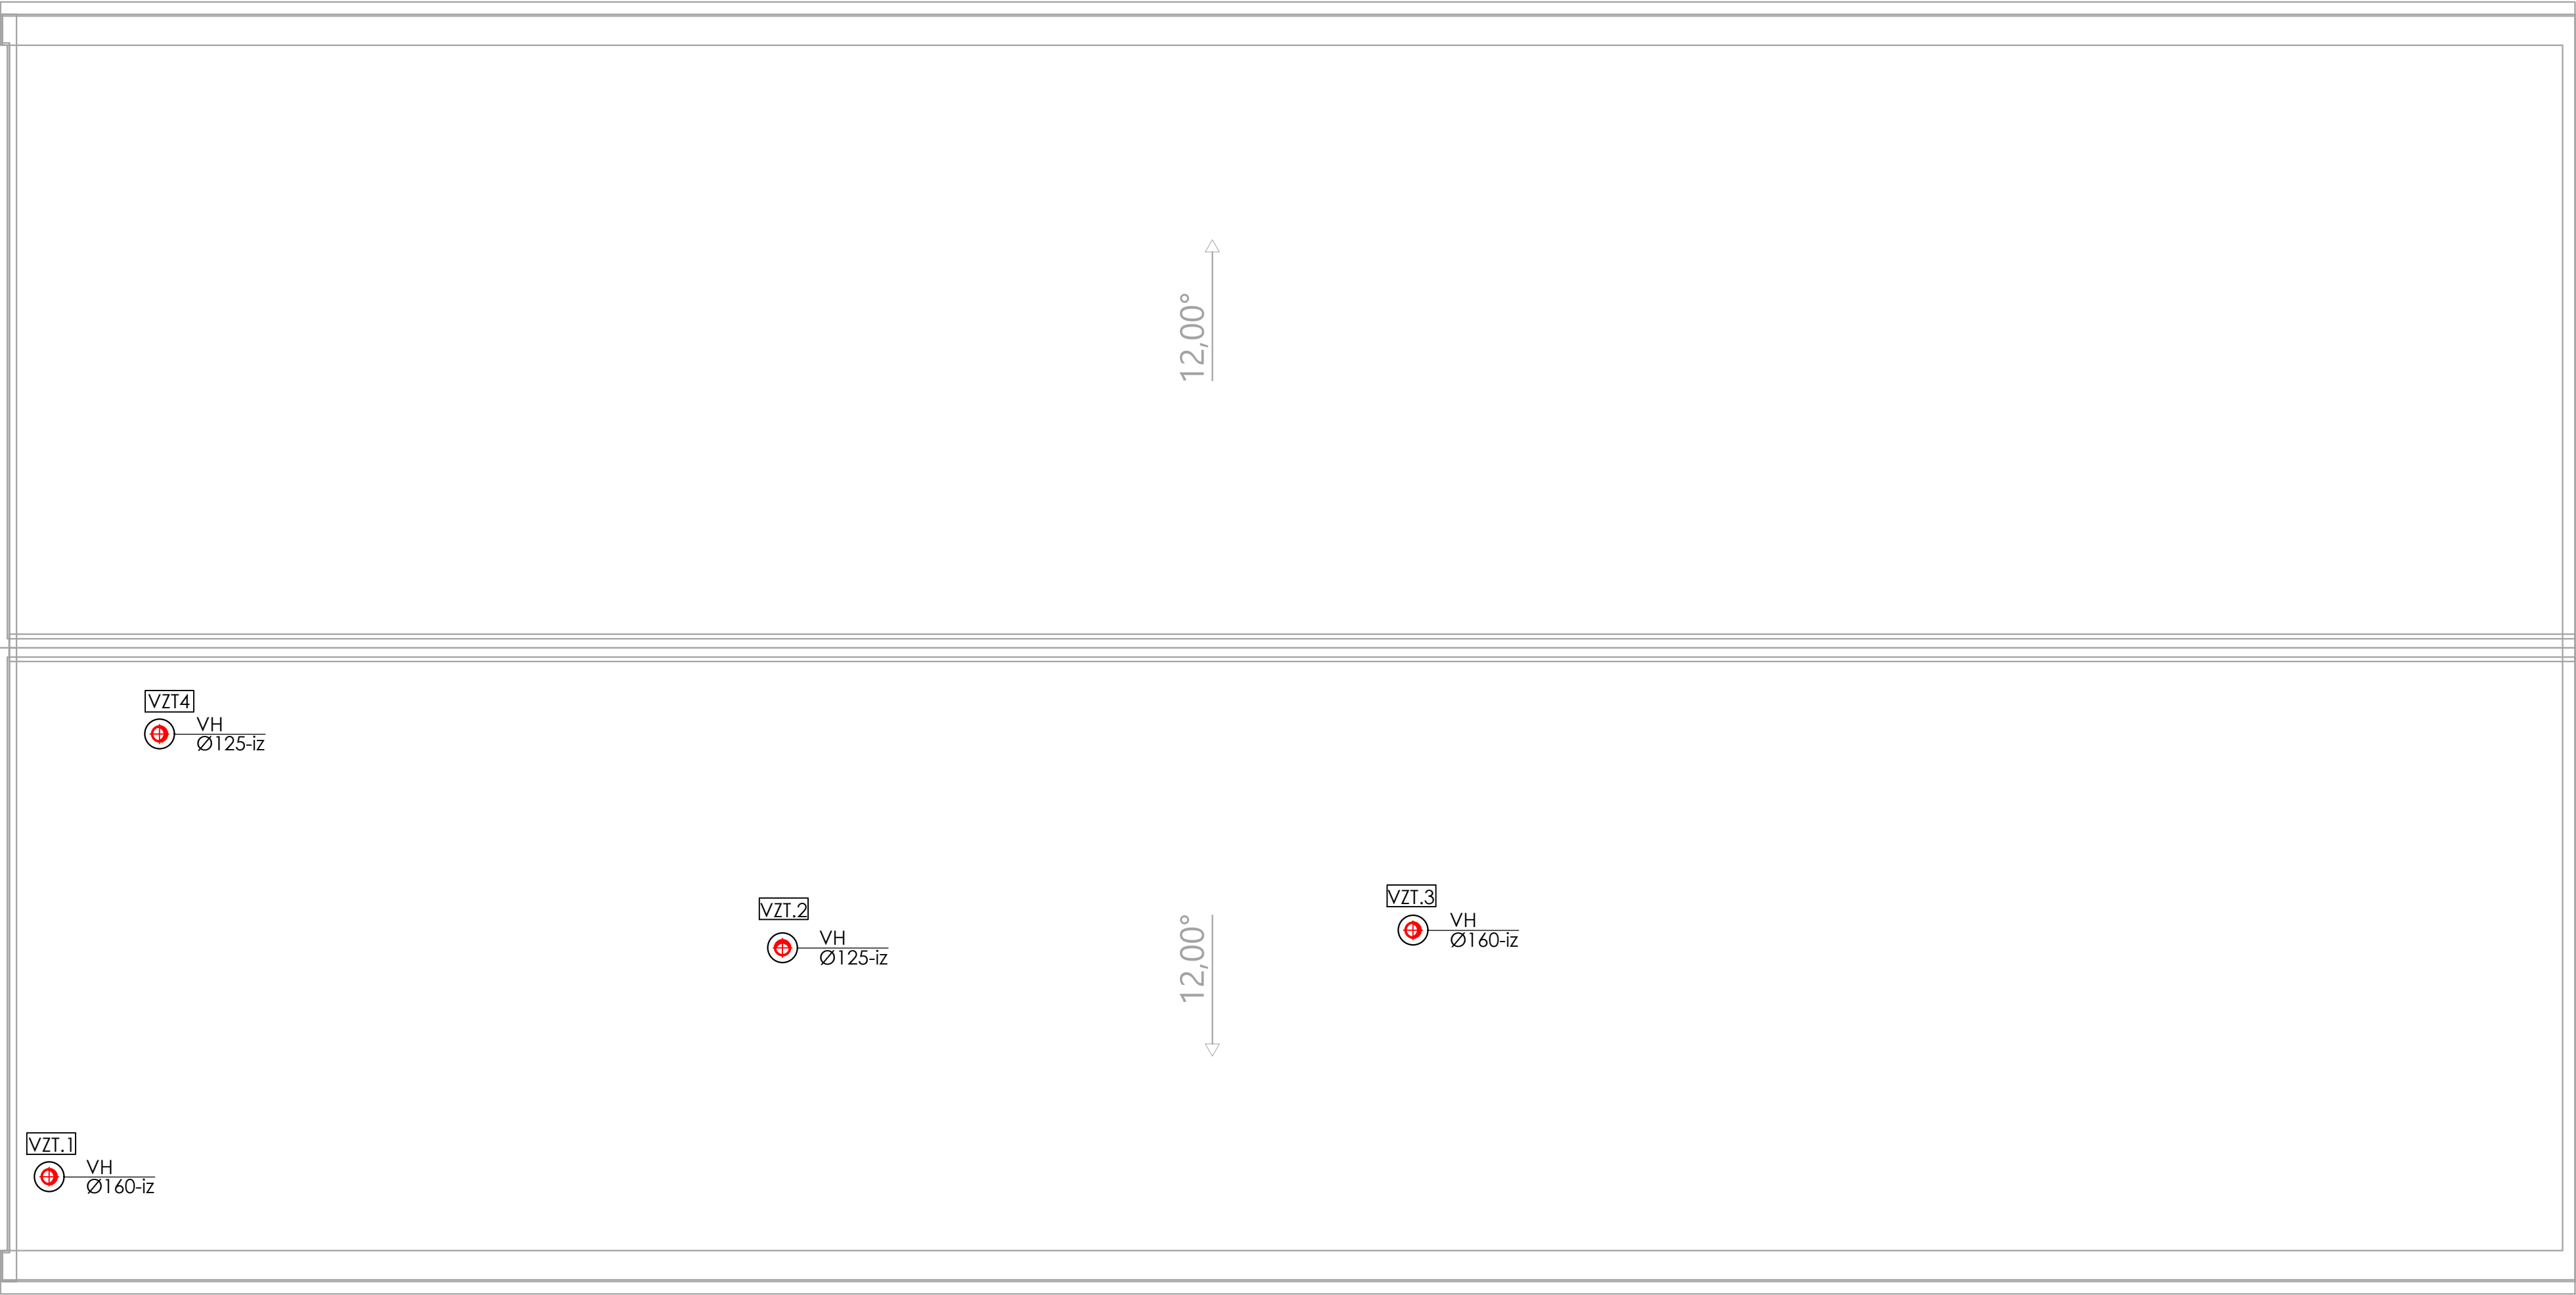 12,00°
VZT4
VH
Ø125-iz
VZT.2
VH
Ø125-iz
12,00°
VZT.3
VH
Ø160-iz
VZT.1
VH
Ø160-iz